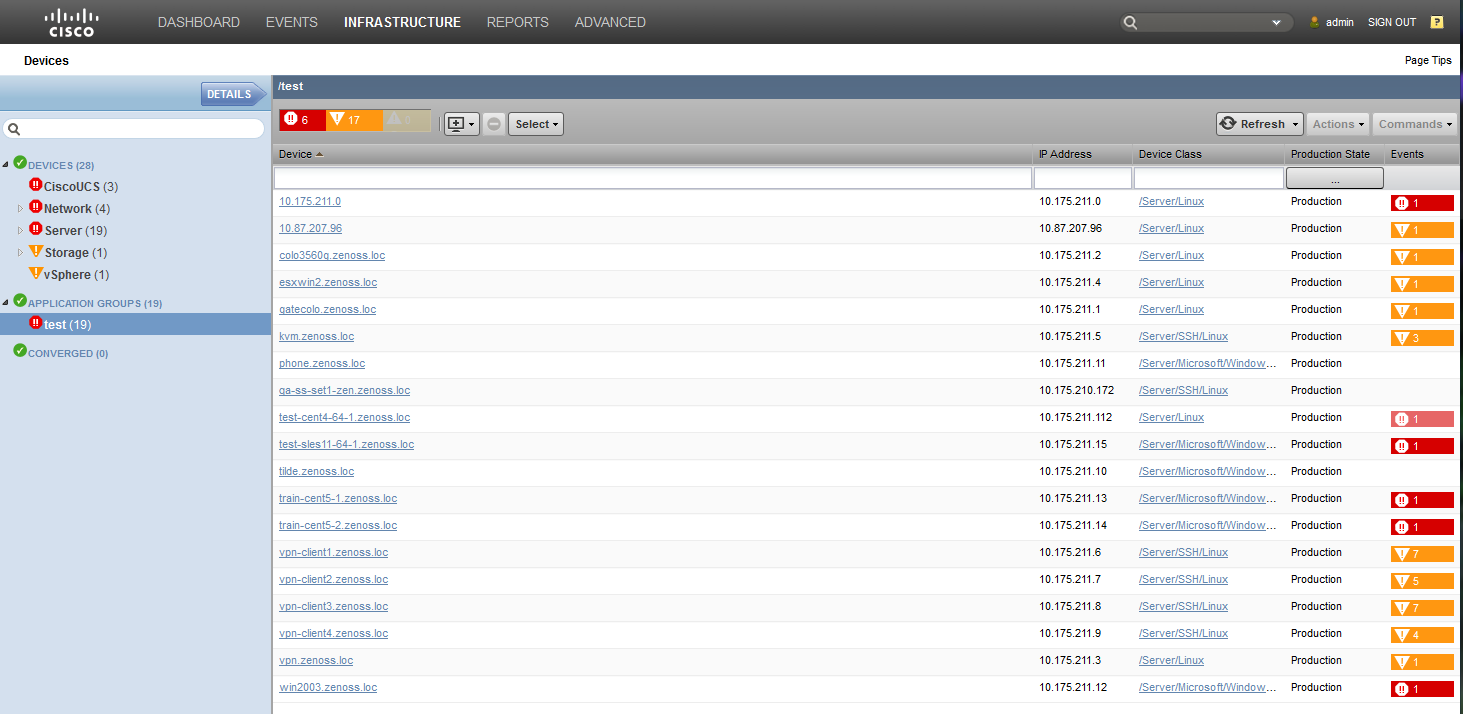 cisco DASHBOARD EVENTS INFRASTRUCTURE REPORTS ADVANCED admin SIGN OUT ?
Devices Page Tips
DETAILS /test
6 17 Select Refresh Actions Commands
Device IP Address Device Class Production State Events
...
DEVICES (28)
CiscoUCS (3)
Network (4)
Server (19)
Storage (1)
vSphere (1)
APPLICATION GROUPS (19)
test (19)
CONVERGED (0)
10.175.211.0 10.175.211.0 /Server/Linux Production 1
10.87.207.96 10.87.207.96 /Server/Linux Production 1
colo3560g.zenoss.loc 10.175.211.2 /Server/Linux Production 1
esxwin2.zenoss.loc 10.175.211.4 /Server/Linux Production 1
gatecolo.zenoss.loc 10.175.211.1 /Server/Linux Production 1
kvm.zenoss.loc 10.175.211.5 /Server/SSH/Linux Production 3
phone.zenoss.loc 10.175.211.11 /Server/Microsoft/Window... Production
qa-ss-set1-zen.zenoss.loc 10.175.210.172 /Server/SSH/Linux Production
test-cent4-64-1.zenoss.loc 10.175.211.112 /Server/Linux Production 1
test-sles11-64-1.zenoss.loc 10.175.211.15 /Server/Microsoft/Window... Production 1
tilde.zenoss.loc 10.175.211.10 /Server/Microsoft/Window... Production
train-cent5-1.zenoss.loc 10.175.211.13 /Server/Microsoft/Window... Production 1
train-cent5-2.zenoss.loc 10.175.211.14 /Server/Microsoft/Window... Production 1
vpn-client1.zenoss.loc 10.175.211.6 /Server/SSH/Linux Production 7
vpn-client2.zenoss.loc 10.175.211.7 /Server/SSH/Linux Production 5
vpn-client3.zenoss.loc 10.175.211.8 /Server/SSH/Linux Production 7
vpn-client4.zenoss.loc 10.175.211.9 /Server/SSH/Linux Production 4
vpn.zenoss.loc 10.175.211.3 /Server/Linux Production 1
win2003.zenoss.loc 10.175.211.12 /Server/Microsoft/Window... Production 1